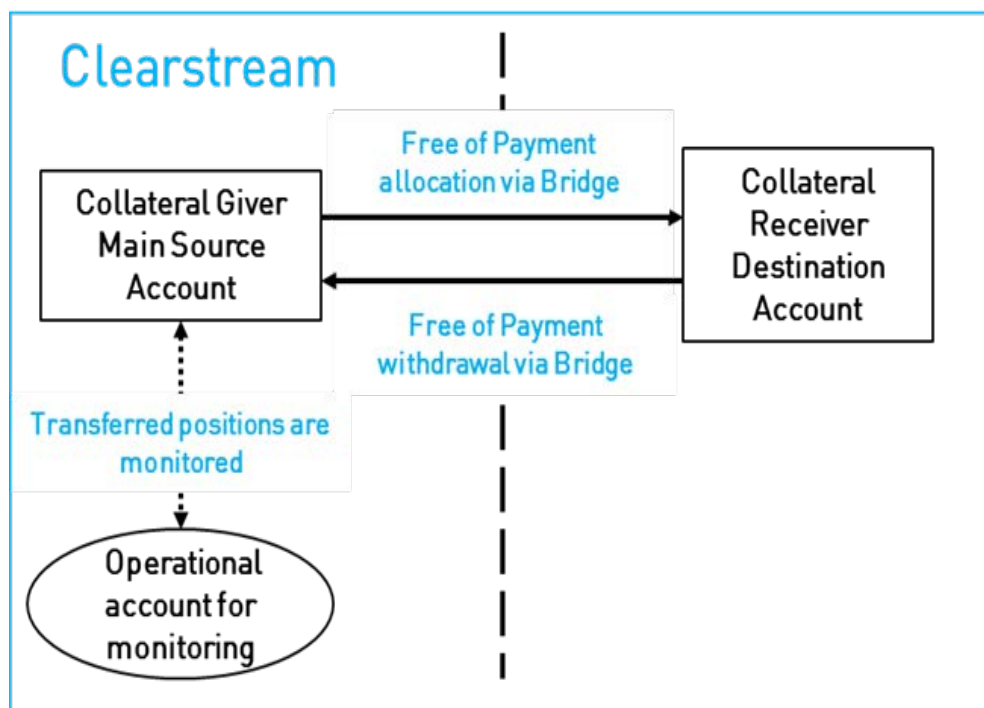 Clearstream
Free of Payment
allocation via Bridge
Collateral Giver
Main Source
Account
Collateral
Receiver
Destination
Account
Free of Payment
withdrawal via Bridge
Transferred positions are
monitored
Operational
account for
monitoring